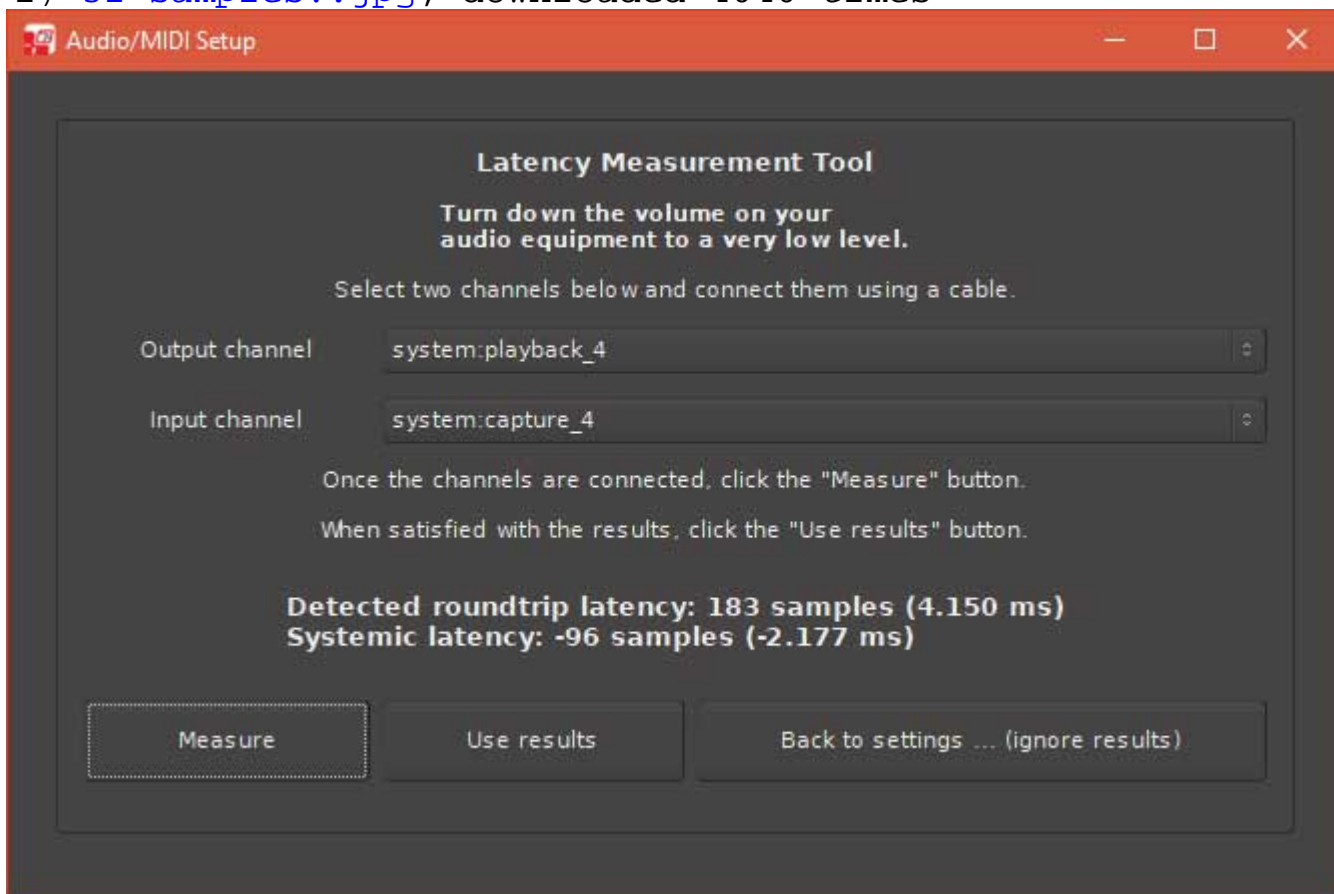 Audio/MIDI Setup
Latency Measurement Tool
Turn down the volume on your
audio equipment to a very low level.
Select two channels below and connect them using a cable.
Output channel system:playback_4
Input channel system:capture_4
Once the channels are connected, click the "Measure" button.
When satisfied with the results, click the "Use results" button.
Detected roundtrip latency: 183 samples (4.150 ms)
Systemic latency: -96 samples (-2.177 ms)
Measure Use results Back to settings ... (ignore results)